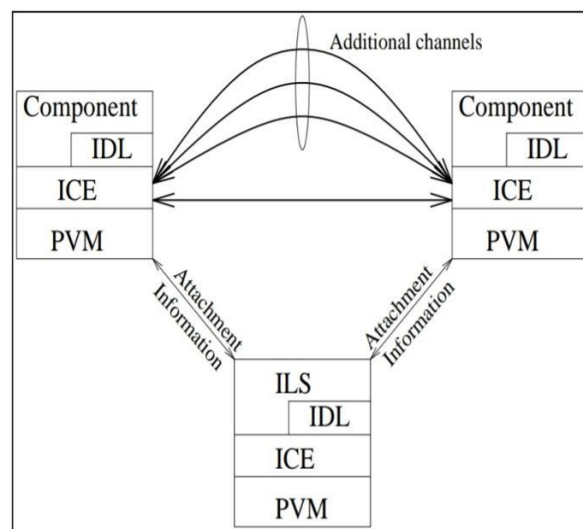 Additional channels
Component
IDL
ICE
PVM
Component
IDL
ICE
PVM
Attachment
Information
Attachment
Information
ILS
IDL
ICE
PVM